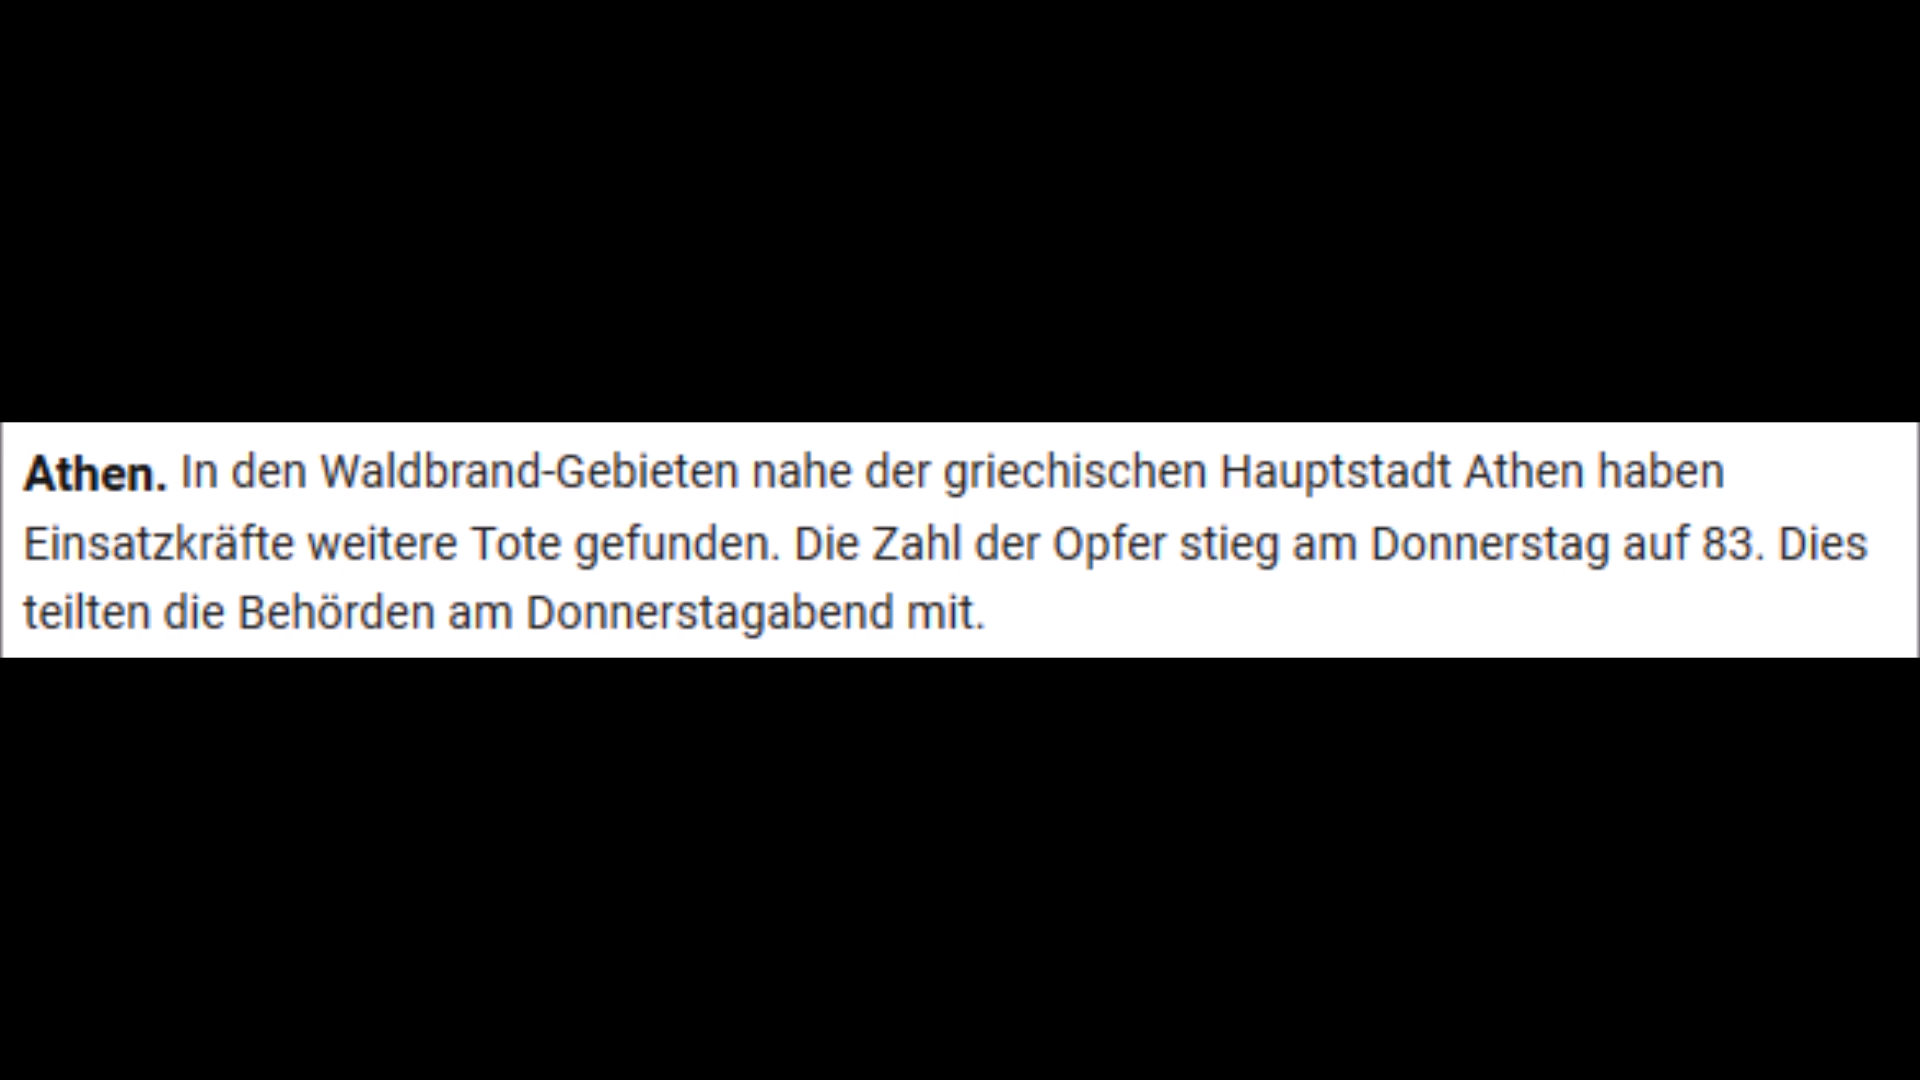 Athen. In den Waldbrand-Gebieten nahe der griechischen Hauptstadt Athen haben
Einsatzkräfte weitere Tote gefunden. Die Zahl der Opfer stieg am Donnerstag auf 83. Dies
teilten die Behörden am Donnerstagabend mit.